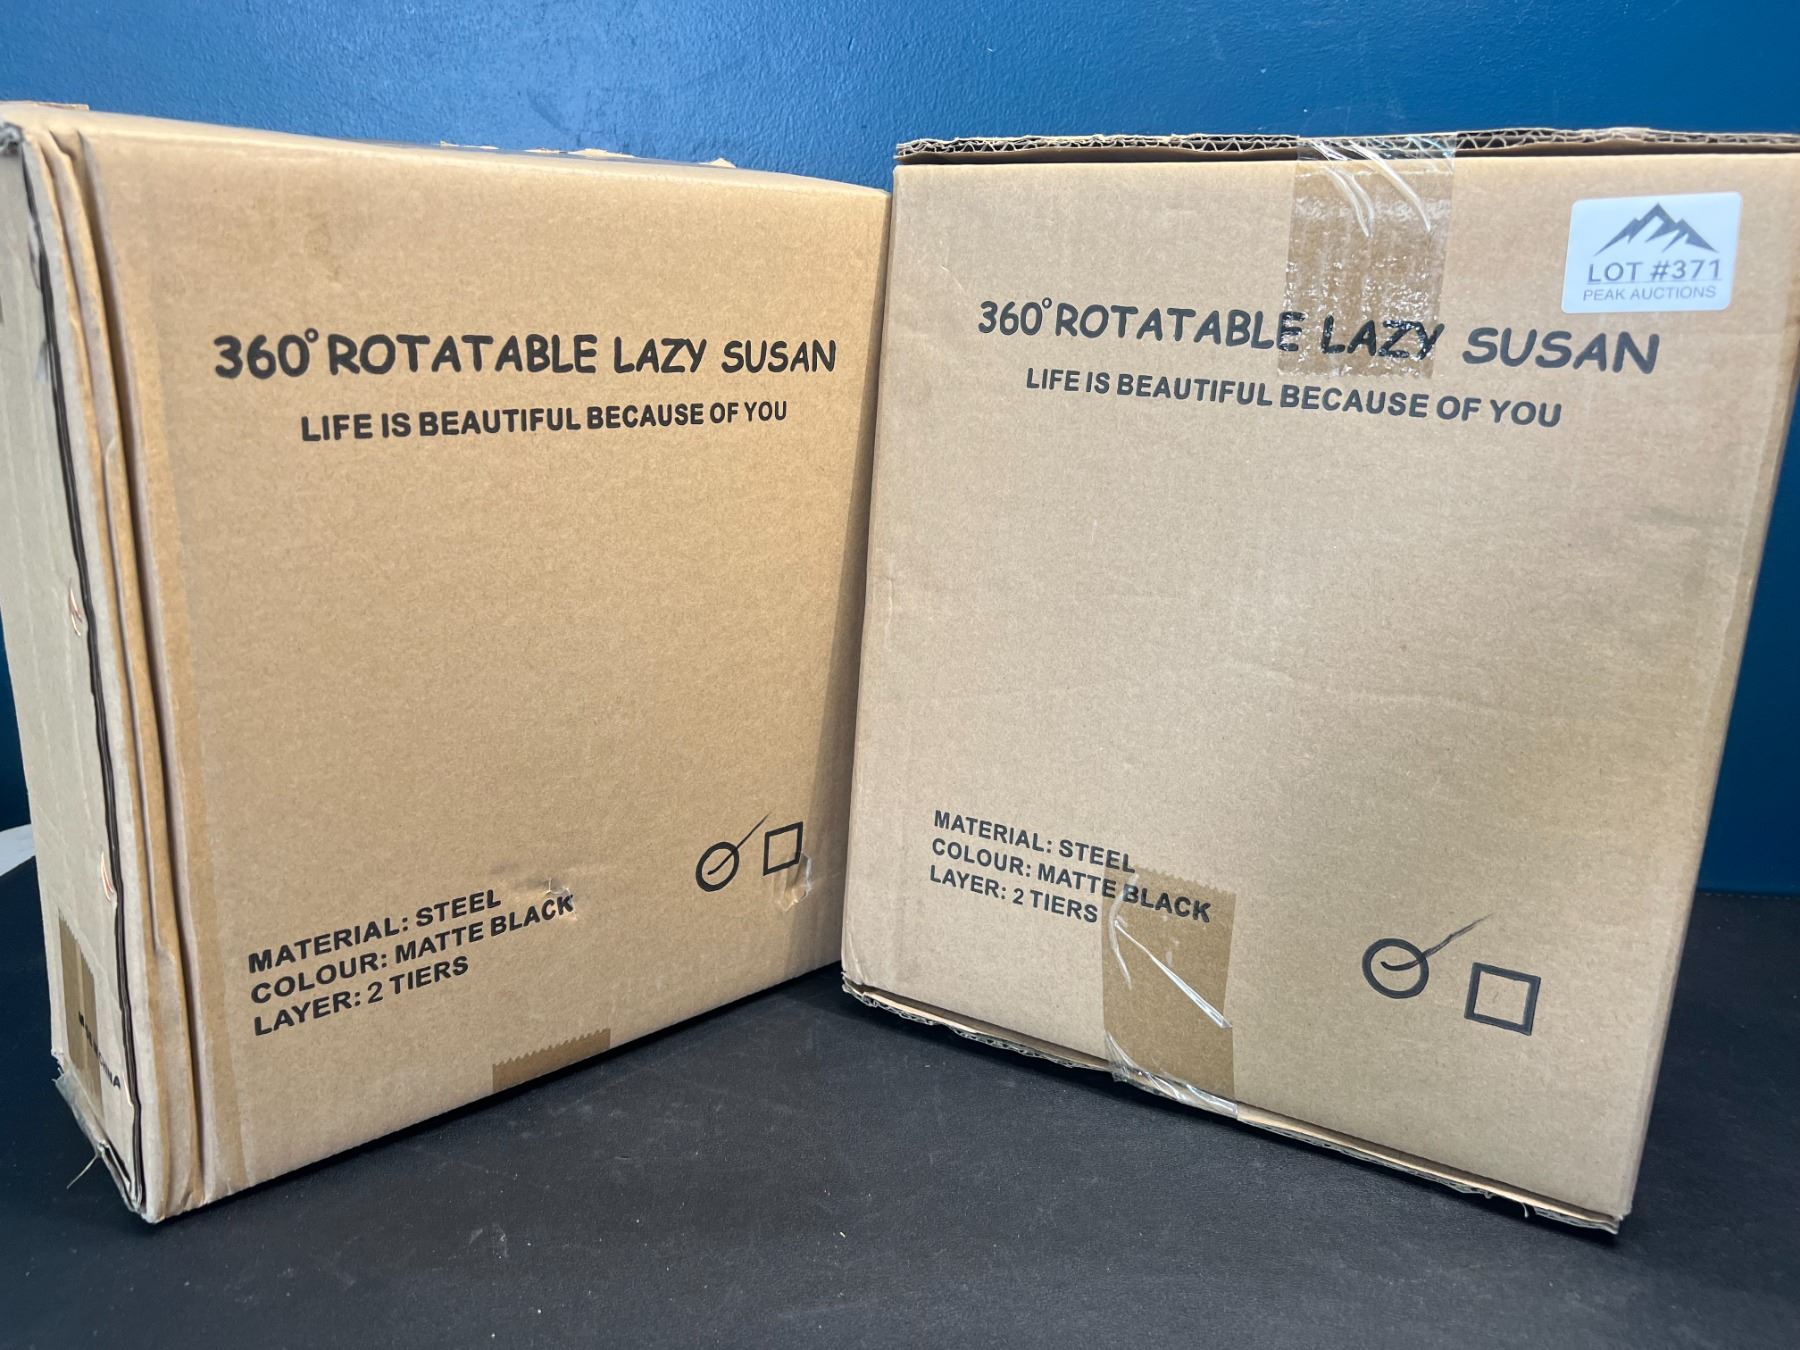 360° ROTATABLE LAZY SUSAN
LIFE IS BEAUTIFUL BECAUSE OF YOU
MATERIAL: STEEL
COLOUR: MATTE BLACK
LAYER: 2 TIERS
LOT #371
PEAK AUCTIONS
360° ROTATABLE LAZY SUSAN
LIFE IS BEAUTIFUL BECAUSE OF YOU
MATERIAL: STEEL
COLOUR: MATTE BLACK
LAYER: 2 TIERS